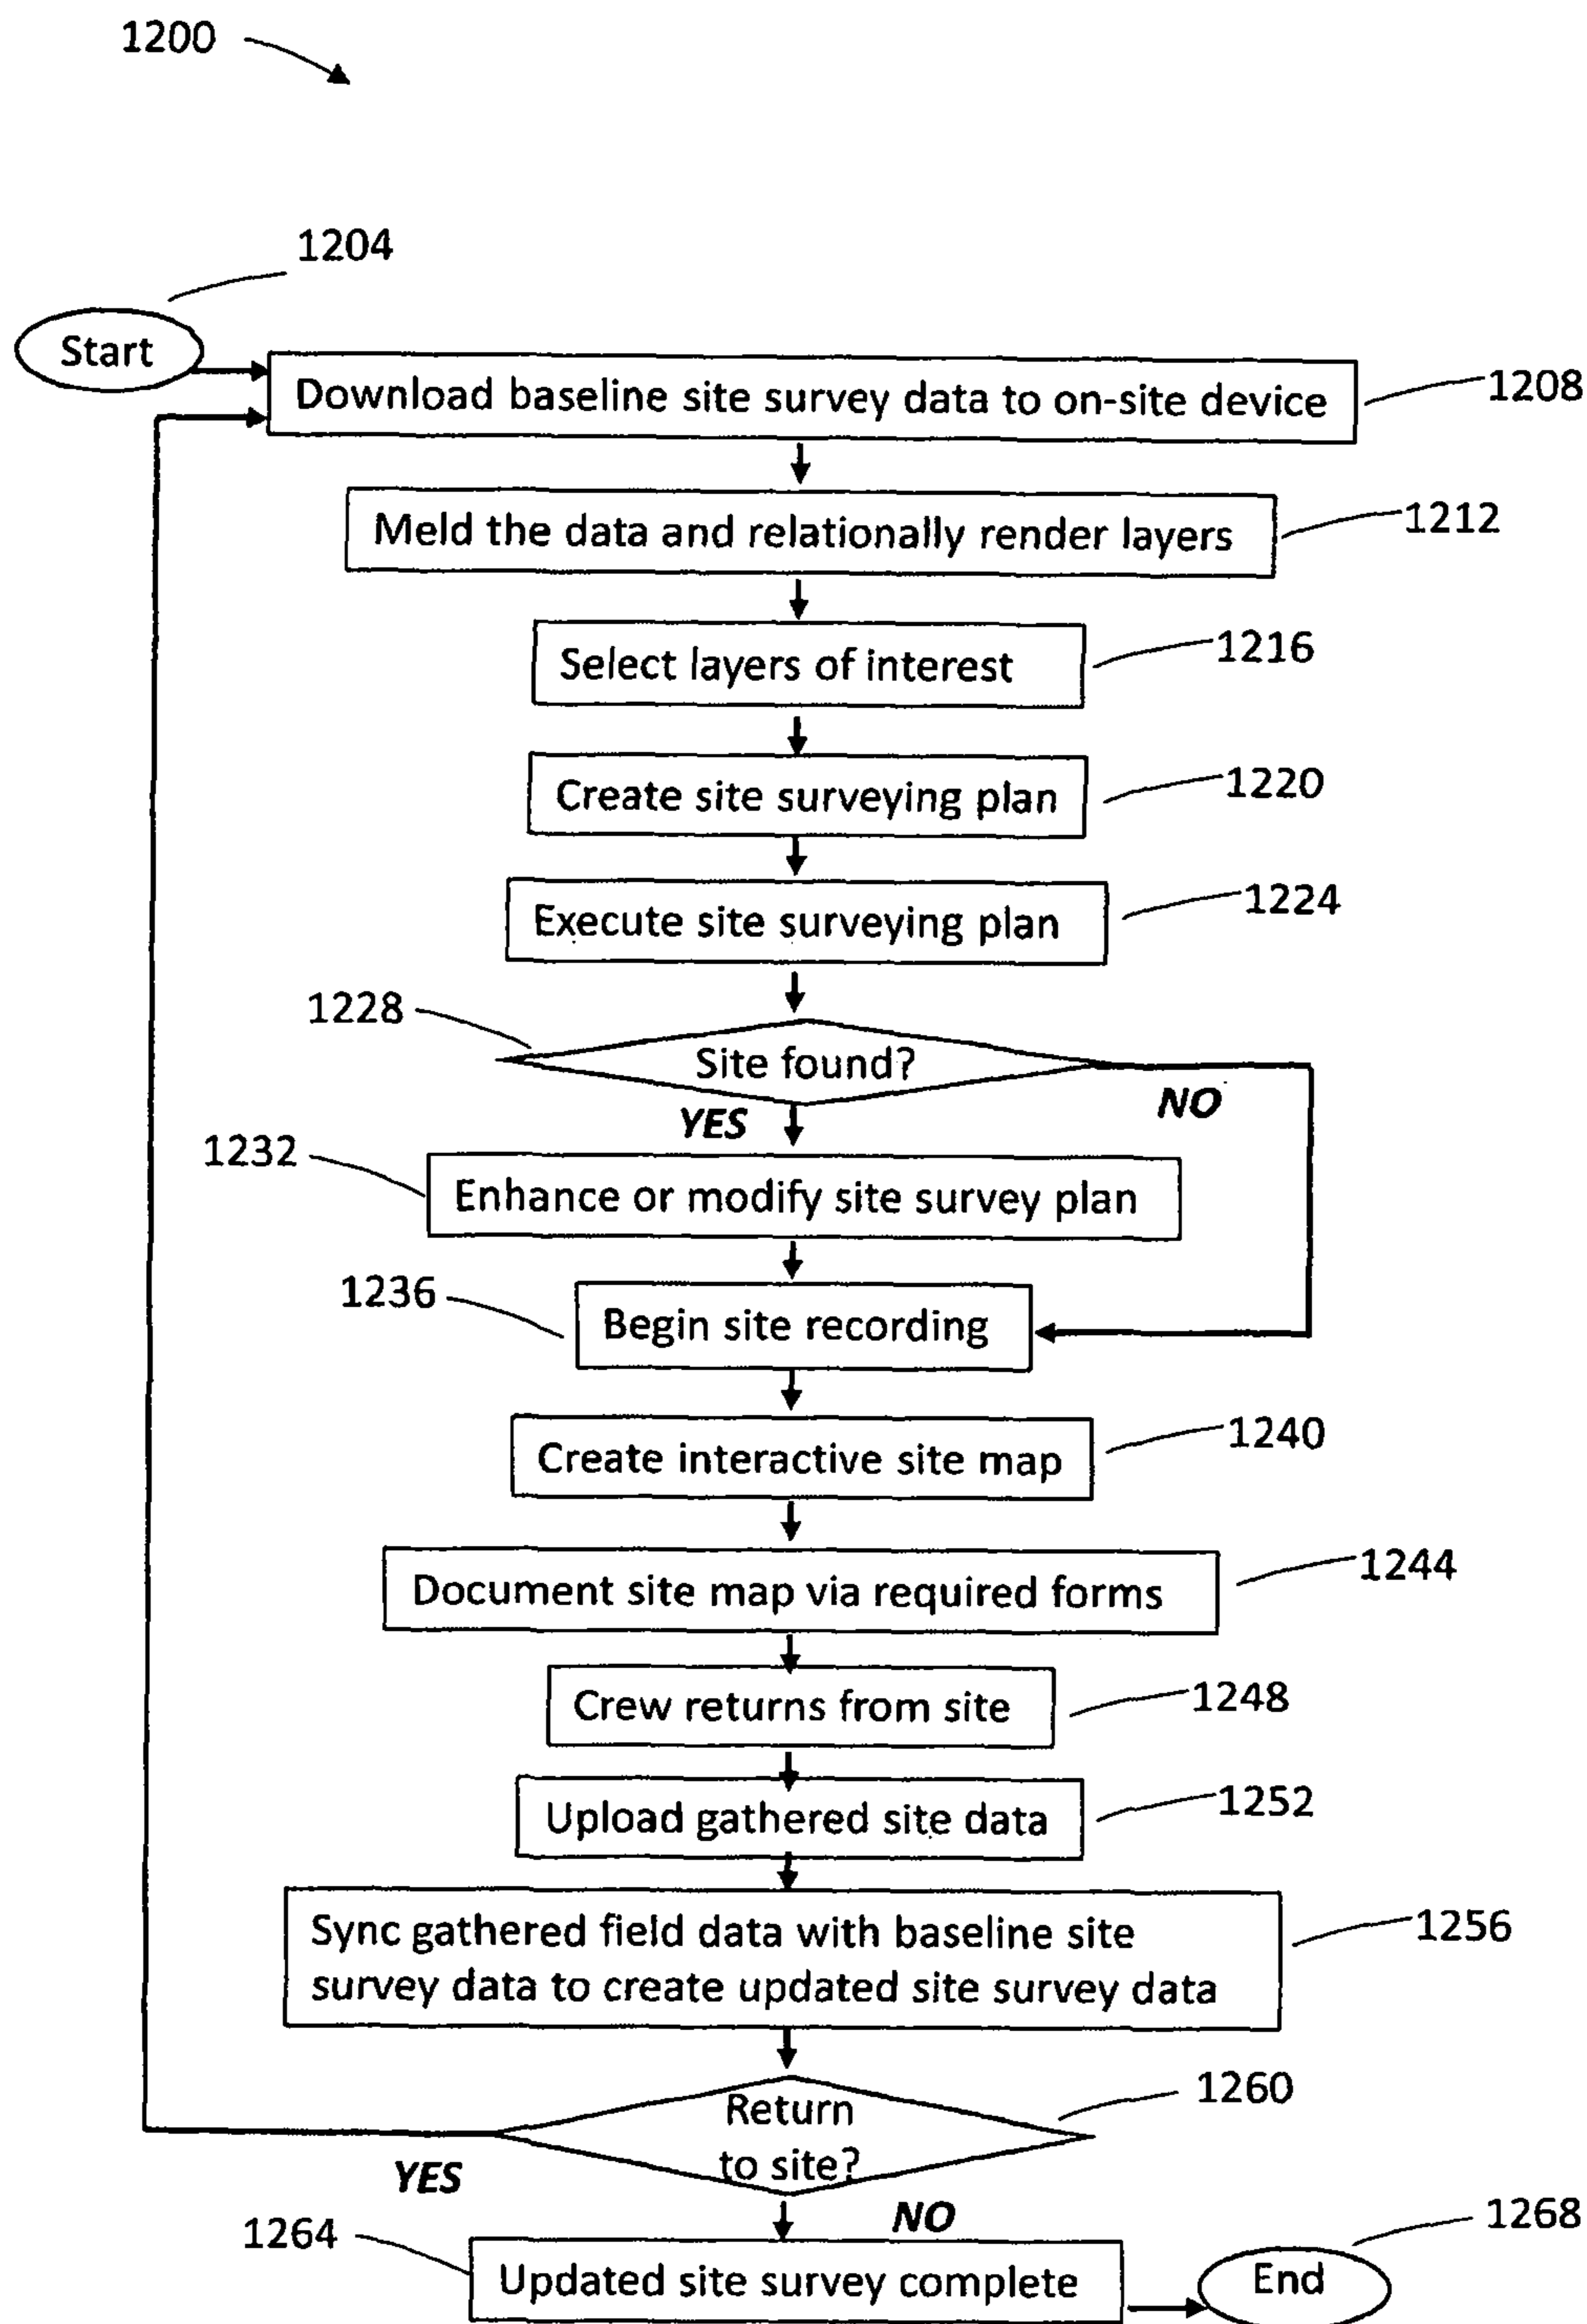 1200
1204
Start
Download baseline site survey data to on-site device
1208
Meld the data and relationally render layers
1212
Select layers of interest
1216
Create site surveying plan
1220
Execute site surveying plan
1224
1228
Site found?
YES
NO
1232
Enhance or modify site survey plan
1236
Begin site recording
Create interactive site map
1240
Document site map via required forms
1244
Crew returns from site
1248
Upload gathered site data
1252
Sync gathered field data with baseline site
survey data to create updated site survey data
1256
Return
to site?
1260
YES
NO
1264
Updated site survey complete
End
1268